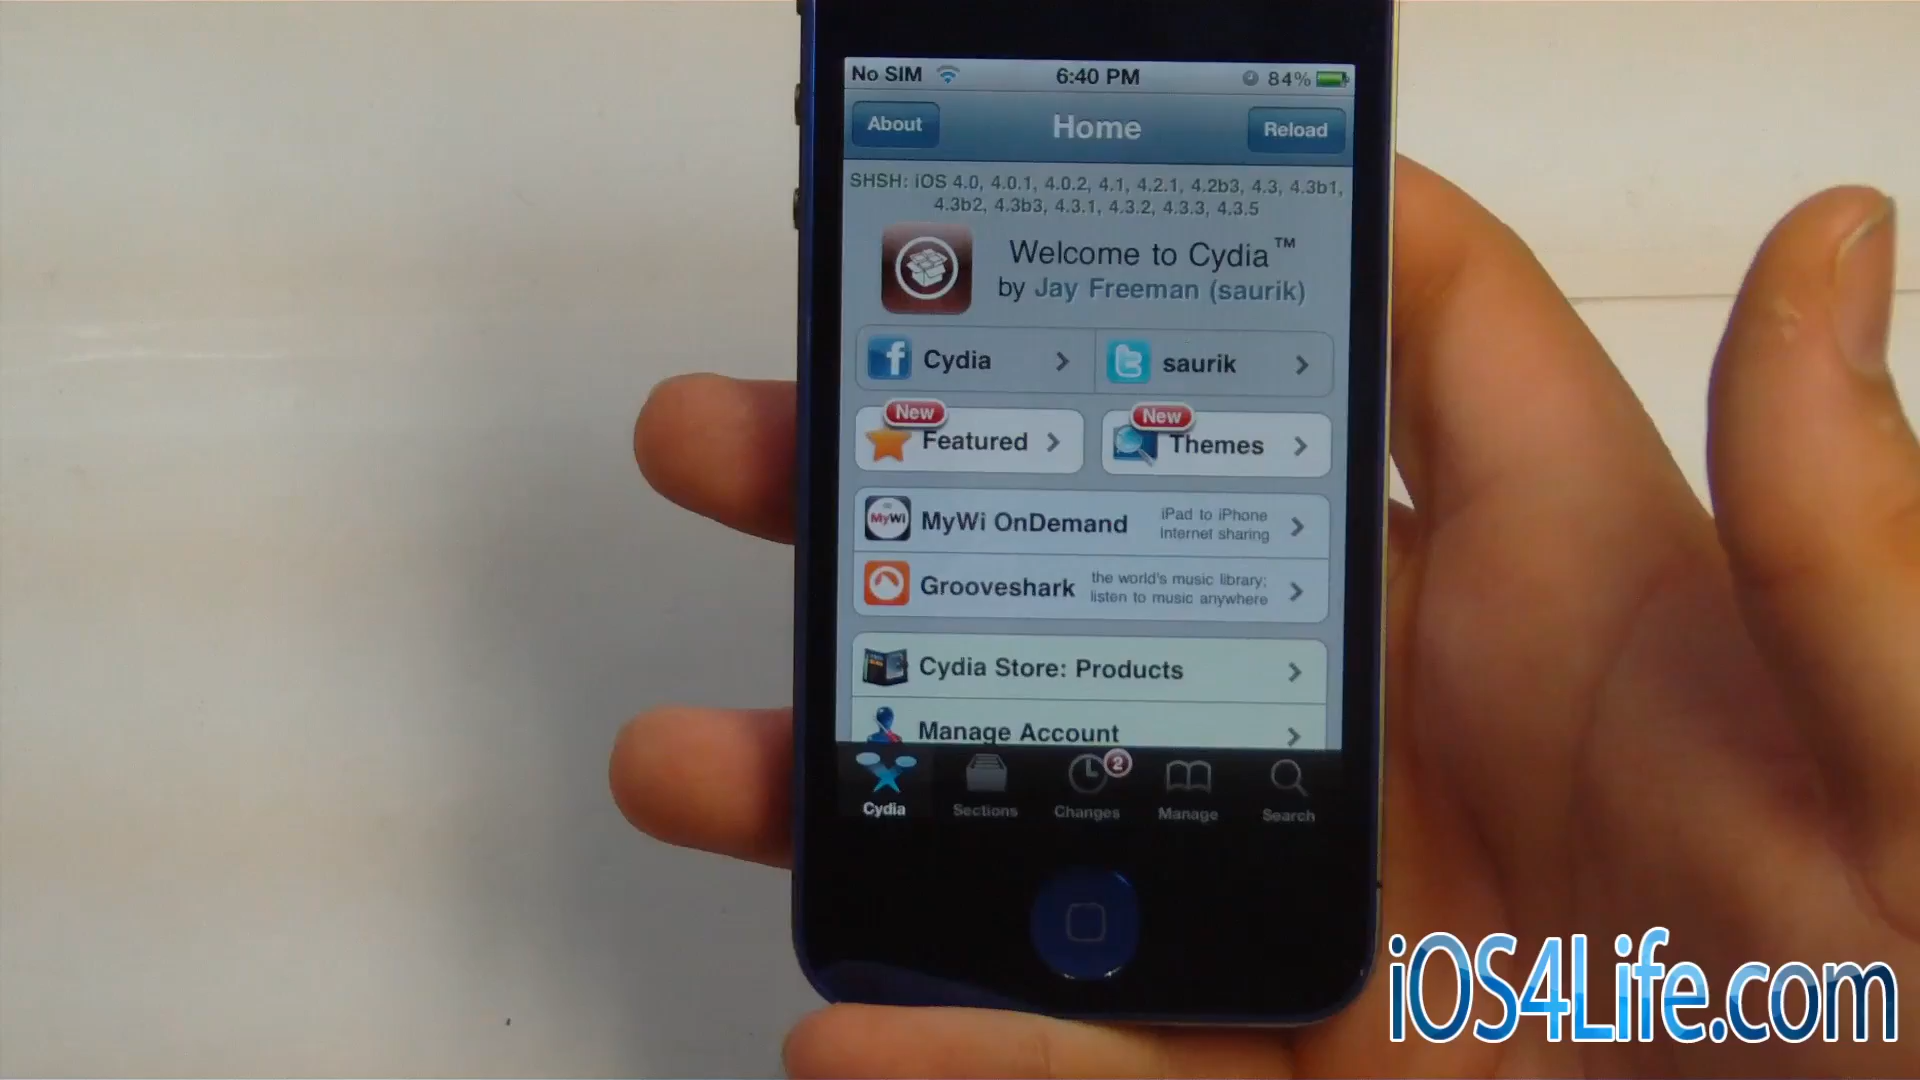 No SIM 6:40 PM 84%
About Home Reload
SHSH: iOS 4.0, 4.0.1, 4.0.2, 4.1, 4.2.1, 4.2b3, 4.3, 4.3b1,
4.3b2, 4.3b3, 4.3.1, 4.3.2, 4.3.3, 4.3.5
Welcome to Cydia™
by Jay Freeman (saurik)
f Cydia t saurik
New New
Featured Themes
MyWi MyWi OnDemand iPad to iPhone
Internet sharing
Grooveshark the world's music library;
listen to music anywhere
Cydia Store: Products
Manage Account
2
Cydia Sections Changes Manage Search
iOS4Life.com